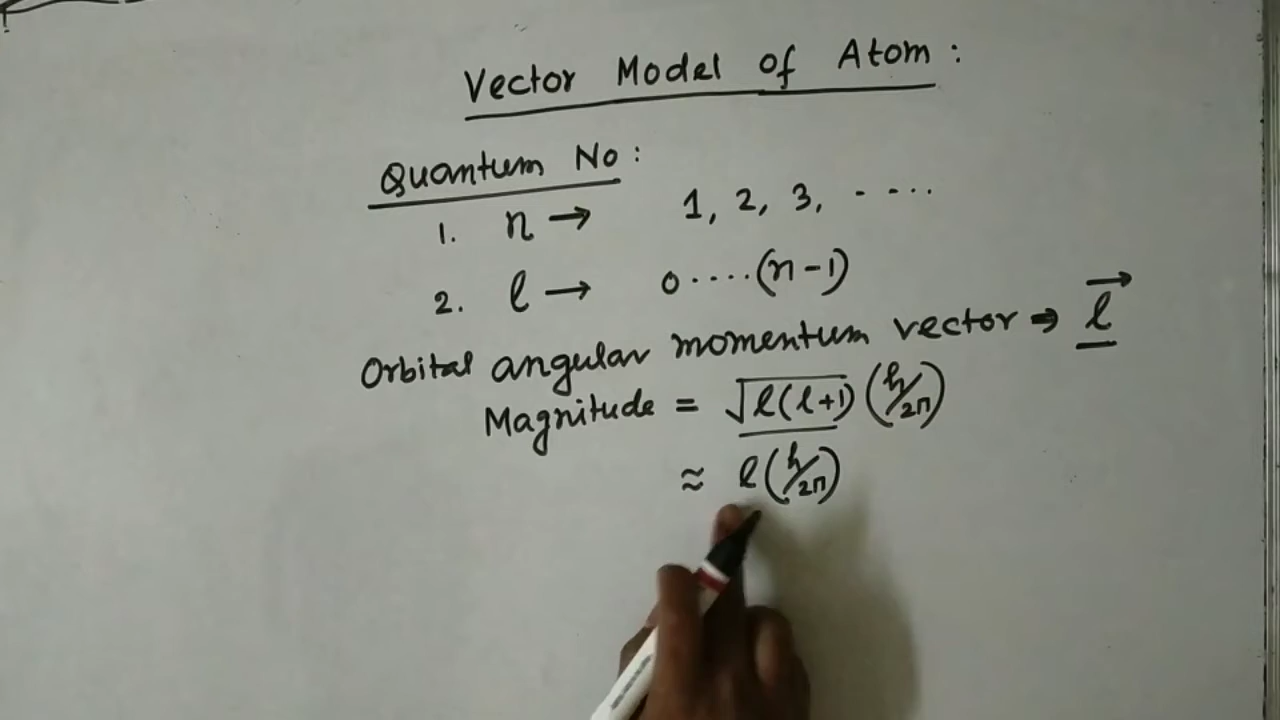 Vector Model of Atom :
Quantum No :
1. n → 1, 2, 3, - - - ..
2. l → 0 ····(n-1)
Orbital angular momentum vector ⇒ l⃗
Magnitude = √l(l+1) (h/2π)
≈ l(h/2π)